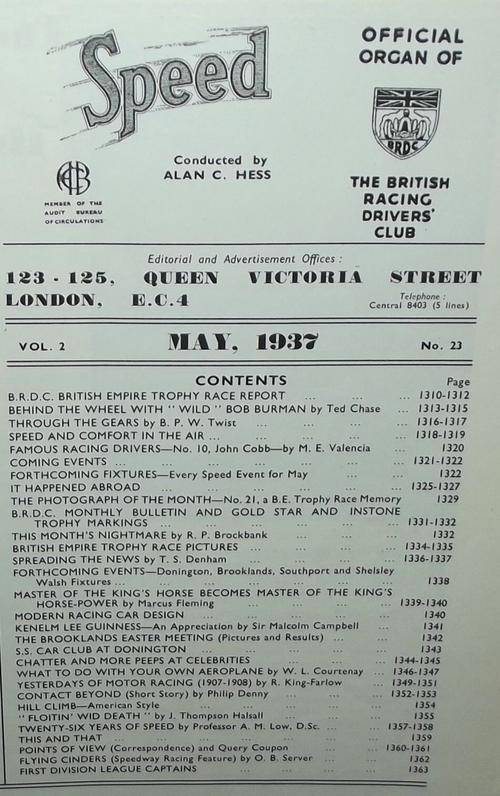 Speed
Conducted by
ALAN C. HESS
MEMBER OF THE
AUDIT BUREAU
OF CIRCULATIONS
OFFICIAL
ORGAN OF
BRDC
THE BRITISH
RACING
DRIVERS'
CLUB
Editorial and Advertisement Offices :
123 - 125, QUEEN VICTORIA STREET
LONDON, E.C.4
Telephone :
Central 8403 (5 lines)
VOL. 2 MAY, 1937 No. 23
CONTENTS Page
B.R.D.C. BRITISH EMPIRE TROPHY RACE REPORT ... ... ... 1310-1312
BEHIND THE WHEEL WITH " WILD " BOB BURMAN by Ted Chase ... 1313-1315
THROUGH THE GEARS by B. P. W. Twist ... ... ... ... 1316-1317
SPEED AND COMFORT IN THE AIR ... ... ... ... ... 1318-1319
FAMOUS RACING DRIVERS—No. 10, John Cobb—by M. E. Valencia ... 1320
COMING EVENTS ... ... ... ... ... ... 1321-1322
FORTHCOMING FIXTURES—Every Speed Event for May ... ... 1322
IT HAPPENED ABROAD ... ... ... ... ... 1325-1327
THE PHOTOGRAPH OF THE MONTH—No. 21, a B.E. Trophy Race Memory 1329
B.R.D.C. MONTHLY BULLETIN AND GOLD STAR AND INSTONE
TROPHY MARKINGS ... ... ... ... ... ... 1331-1332
THIS MONTH'S NIGHTMARE by R. P. Brockbank ... ... ... 1332
BRITISH EMPIRE TROPHY RACE PICTURES ... ... ... ... 1334-1335
SPREADING THE NEWS by T. S. Denham ... ... ... ... 1336-1337
FORTHCOMING EVENTS—Donington, Brooklands, Southport and Shelsley
Walsh Fixtures ... ... ... ... ... ... 1338
MASTER OF THE KING'S HORSE BECOMES MASTER OF THE KING'S
HORSE-POWER by Marcus Fleming ... ... ... ... 1339-1340
MODERN RACING CAR DESIGN ... ... ... ... ... 1340
KENELM LEE GUINNESS—An Appreciation by Sir Malcolm Campbell ... 1341
THE BROOKLANDS EASTER MEETING (Pictures and Results) ... ... 1342
S.S. CAR CLUB AT DONINGTON ... ... ... ... ... 1343
CHATTER AND MORE PEEPS AT CELEBRITIES ... ... ... 1344-1345
WHAT TO DO WITH YOUR OWN AEROPLANE by W. L. Courtenay ... 1346-1347
YESTERDAYS OF MOTOR RACING (1907-1908) by R. King-Farlow ... 1349-1351
CONTACT BEYOND (Short Story) by Philip Denny ... ... ... 1352-1353
HILL CLIMB—American Style ... ... ... ... ... 1354
" FLOITIN' WID DEATH " by J. Thompson Halsall ... ... ... 1355
TWENTY-SIX YEARS OF SPEED by Professor A. M. Low, D.Sc. ... ... 1357-1358
THIS AND THAT ... ... ... ... ... ... 1359
POINTS OF VIEW (Correspondence) and Query Coupon ... ... 1360-1361
FLYING CINDERS (Speedway Racing Feature) by O. B. Server ... 1362
FIRST DIVISION LEAGUE CAPTAINS ... ... ... ... 1363